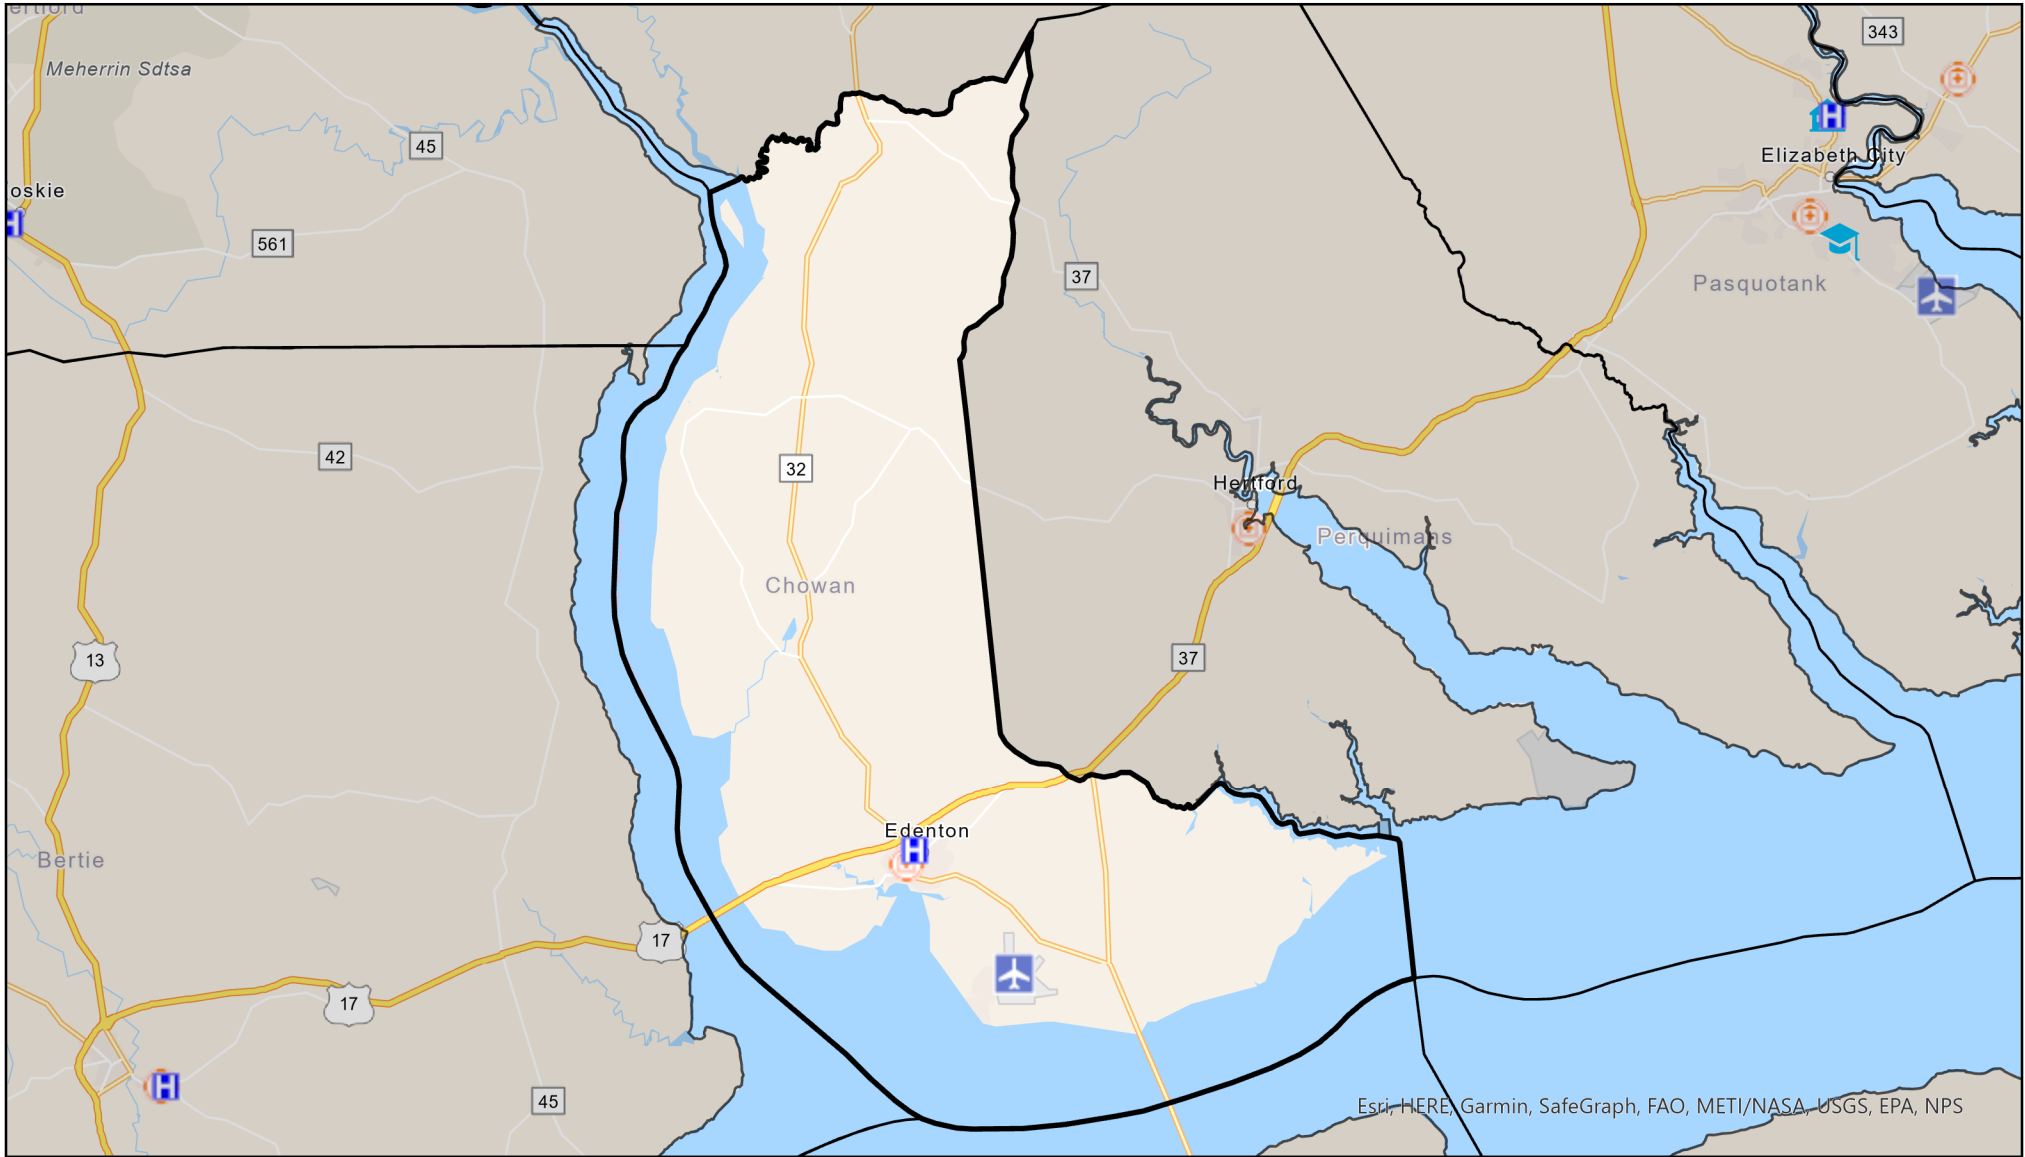 ertford
343
Meherrin Sdtsa
45
Elizabeth City
oskie
561
37
Pasquotank
42
32
Hertford
Perquimans
Chowan
37
13
Edenton
Bertie
17
17
45
Esri, HERE, Garmin, SafeGraph, FAO, METI/NASA, USGS, EPA, NPS
H
H
H
H